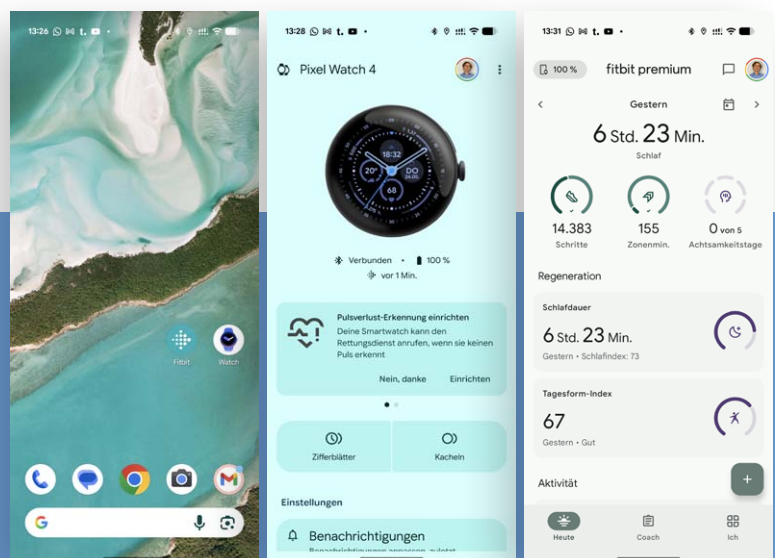 13:26
Fitbit
Watch
13:28
Pixel Watch 4
18:32
20°
DO
68
Verbunden • 100 %
vor 1 Min.
Pulsverlust-Erkennung einrichten
Deine Smartwatch kann den
Rettungsdienst anrufen, wenn sie keinen
Puls erkennt
Nein, danke Einrichten
Zifferblätter
Kacheln
Einstellungen
Benachrichtigungen
Benachrichtigungen anpassen, zuletzt
13:31
100 %
fitbit premium
Gestern
6 Std. 23 Min.
Schlaf
14.383
Schritte
155
Zonenmin.
0 von 5
Achtsamkeitstage
Regeneration
Schlafdauer
6 Std. 23 Min.
Gestern • Schlafindex: 73
Tagesform-Index
67
Gestern • Gut
Aktivität
+
Heute
Coach
Ich